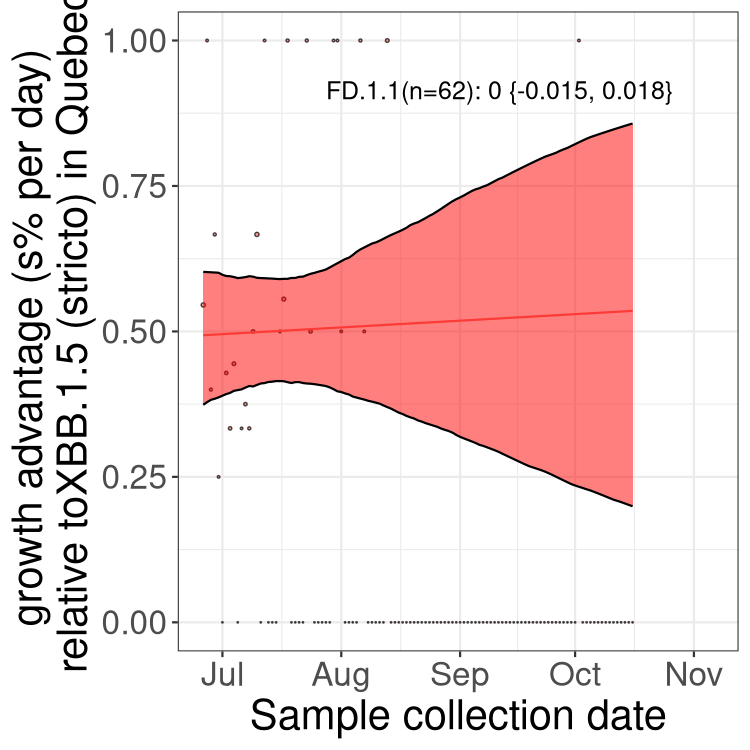 growth advantage (s% per day)
relative toXBB.1.5 (stricto) in Quebec
1.00
0.75
0.50
0.25
0.00
FD.1.1(n=62): 0 {-0.015, 0.018}
Jul Aug Sep Oct Nov
Sample collection date